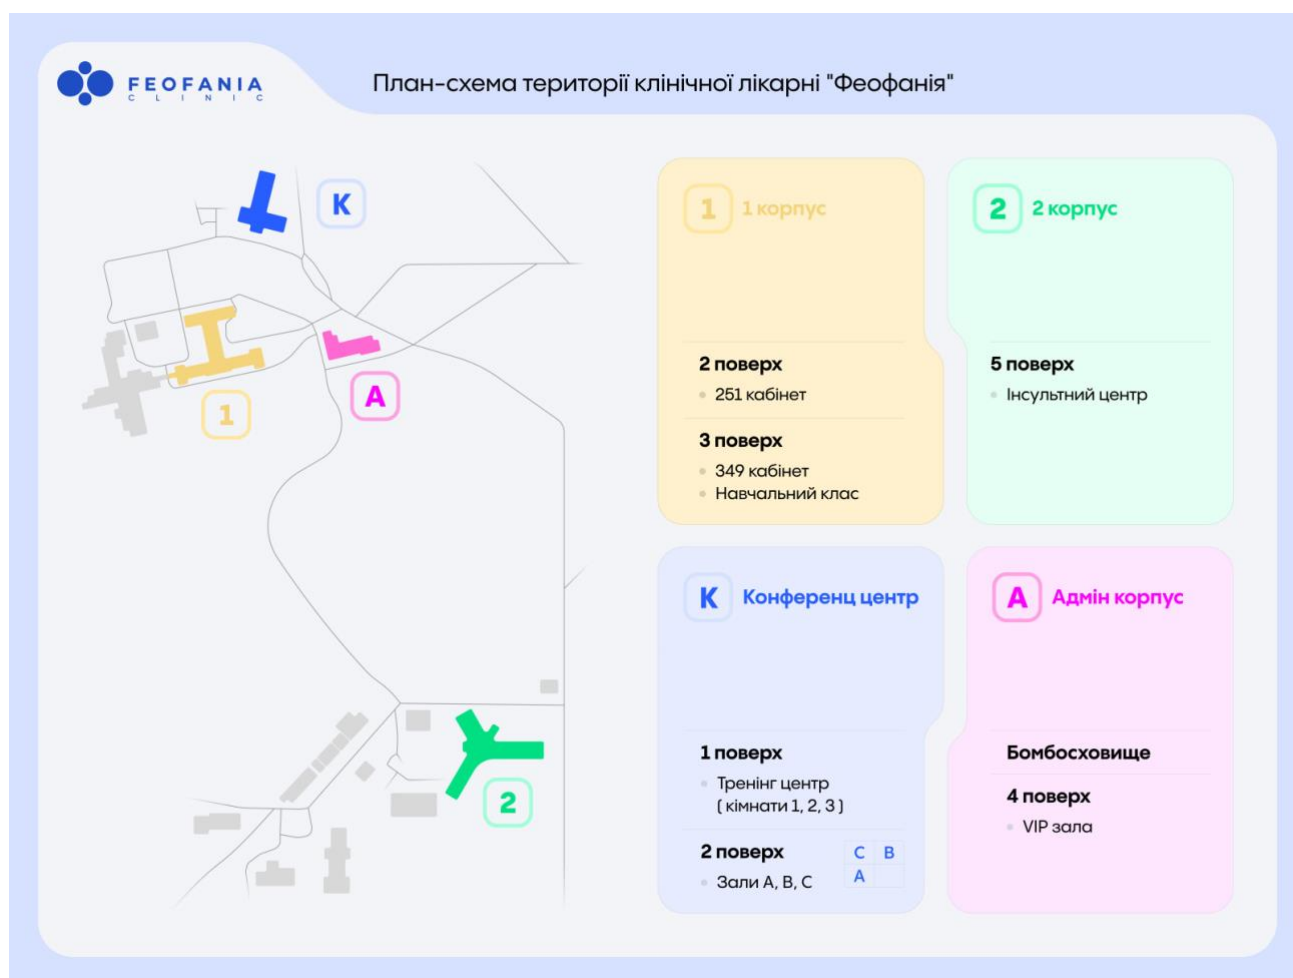 FEOFANIA
CLINIC
План-схема території клінічної лікарні "Феофанія"
К
А
1
2
1 1 корпус
2 поверх
251 кабінет
3 поверх
349 кабінет
Навчальний клас
2 2 корпус
5 поверх
Інсультний центр
К Конференц центр
1 поверх
Тренінг центр
( кімнати 1, 2, 3 )
2 поверх
Зали А, В, С
С В
А
А Адмін корпус
Бомбосховище
4 поверх
VIP зала